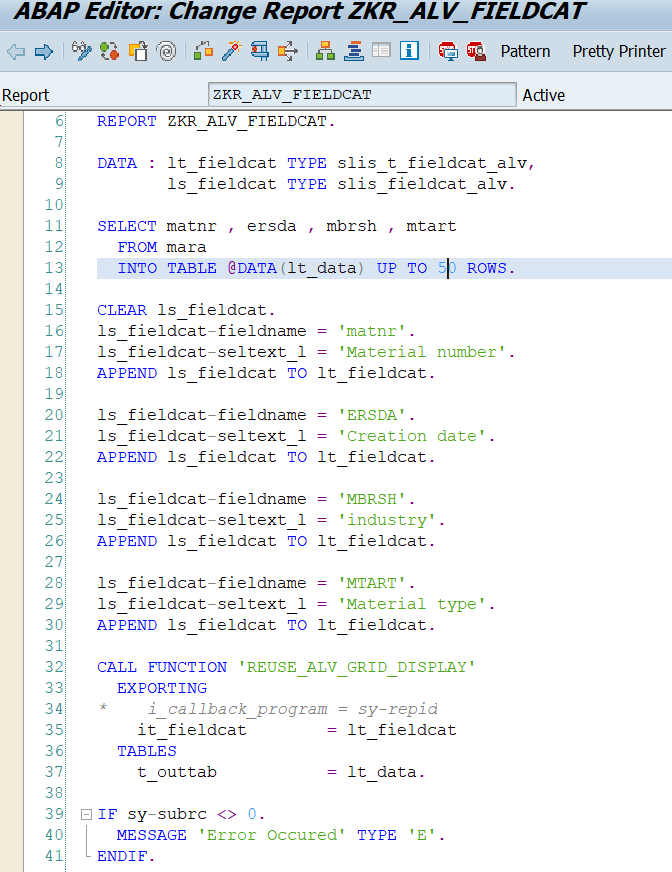 ABAP Editor: Change Report ZKR_ALV_FIELDCAT
Pattern Pretty Printer
Report ZKR_ALV_FIELDCAT Active
6 REPORT ZKR_ALV_FIELDCAT.
7
8 DATA : lt_fieldcat TYPE slis_t_fieldcat_alv,
9 ls_fieldcat TYPE slis_fieldcat_alv.
10
11 SELECT matnr , ersda , mbrsh , mtart
12 FROM mara
13 INTO TABLE @DATA(lt_data) UP TO 50 ROWS.
14
15 CLEAR ls_fieldcat.
16 ls_fieldcat-fieldname = 'matnr'.
17 ls_fieldcat-seltext_l = 'Material number'.
18 APPEND ls_fieldcat TO lt_fieldcat.
19
20 ls_fieldcat-fieldname = 'ERSDA'.
21 ls_fieldcat-seltext_l = 'Creation date'.
22 APPEND ls_fieldcat TO lt_fieldcat.
23
24 ls_fieldcat-fieldname = 'MBRSH'.
25 ls_fieldcat-seltext_l = 'industry'.
26 APPEND ls_fieldcat TO lt_fieldcat.
27
28 ls_fieldcat-fieldname = 'MTART'.
29 ls_fieldcat-seltext_l = 'Material type'.
30 APPEND ls_fieldcat TO lt_fieldcat.
31
32 CALL FUNCTION 'REUSE_ALV_GRID_DISPLAY'
33 EXPORTING
34 * i_callback_program = sy-repid
35 it_fieldcat = lt_fieldcat
36 TABLES
37 t_outtab = lt_data.
38
39 IF sy-subrc <> 0.
40 MESSAGE 'Error Occured' TYPE 'E'.
41 ENDIF.